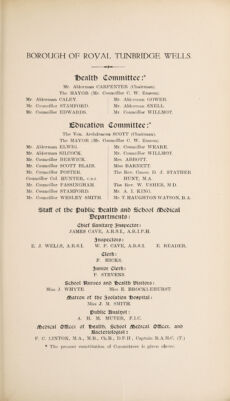 BOROUGH OF ROYAL TUNBRIDGE WELLS.
Health Committee:*
Mr. Alderman CARPENTER (Chairman).
The MAYOR (Mr. Councillor C. W. Emson).
Mr. Alderman CALEY. Mr. Alderman GOWER.
Mr. Councillor STAMFORD. Mr. Alderman SNELL.
Mr. Councillor EDWARDS. Mr. Councillor WILLMOT.
Education Committee:*
The Ven. Archdeacon SCOTT (Chairman).
The MAYOR (Mr. Councillor C. W. Emson).
Mr. Alderman ELWIG. Mr. Councillor WEARE.
Mr. Alderman SILCOCK. Mr. Councillor WILLMOT.
Mr. Councillor BERWICK. Mrs. ABBOTT.
Mr. Councillor SCOTT BLAIR. Miss BARNETT.
Mr. Councillor FOSTER. The Rev. Canon D. J. STATHER
Councillor Col. HUNTER, C.B.E. HUNT, M.A.
Mr. Councillor PASSINGHAM. The Rev. W. USHER, M.D.
Mr. Councillor STAMFORD. Mr. A. I. KING.
Mr. Councillor WESLEY SMITH. Mr. T. HAUGHTON WATSON, B.A.
Staff of the Public Health and School Medical
Departments:
Chief Sanitary Inspector:
JAMES CAVE, A.R.S.I., A.R.I.P.H.
Inspectors:
E. J. WELLS, A.R.S.I. W. F. CAVE, A.R.S.I. E. READER.
Clerk:
F. HICKS.
Junior Clerk:
P. STEVENS
School Nurses and Health Visitors:
Miss J. WHYTE. Miss R. BROCKLEHURST.
Matron of the Isolation Hospital:
Miss J. M. SMITH.
Public Analyst:
A. H. M. MUTER, F.I.C.
Medical Officer of Health, School Medical Officer, and
Bacteriologist:
F. C. LINTON, M.A., M.B., Ch.B., D.P.H., Captain R.A.M.C. (T.)
* The present constitution of Committees is given above.